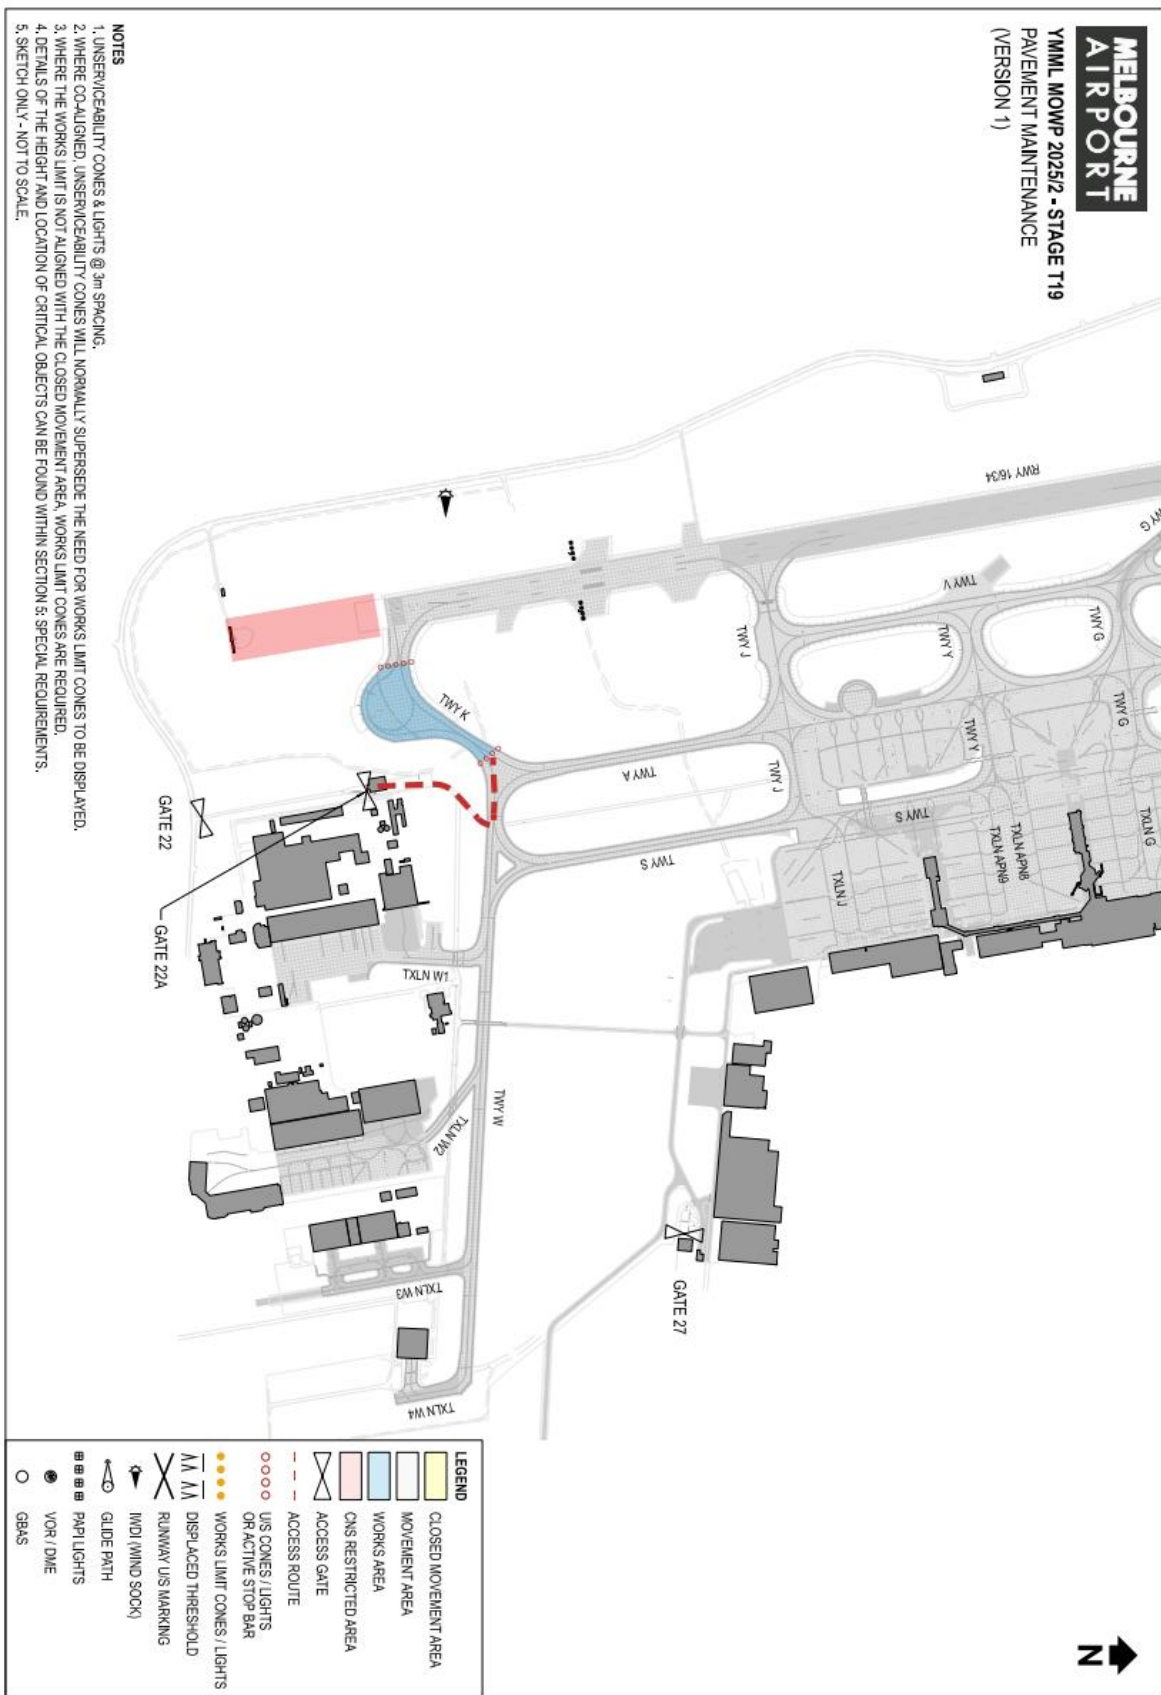 MELBOURNE
AIRPORT
YMML MOWP 2025/2 - STAGE T19
PAVEMENT MAINTENANCE
(VERSION 1)
N
RWY 16/34
TWY G
TWY V
TWY G
TWY J
TWY Y
TWY G
TWY K
TWY Y
TWY A
TWY J
TXLN G
TWY S
TXLN APN8
TXLN APN9
TWY S
TXLN J
GATE 22
GATE 22A
TXLN W1
TWY W
TXLN W2
GATE 27
TXLN W3
TXLN W4
NOTES
1. UNSERVICEABILITY CONES & LIGHTS @ 3m SPACING.
2. WHERE CO-ALIGNED, UNSERVICEABILITY CONES WILL NORMALLY SUPERSEDE THE NEED FOR WORKS LIMIT CONES TO BE DISPLAYED.
3. WHERE THE WORKS LIMIT IS NOT ALIGNED WITH THE CLOSED MOVEMENT AREA, WORKS LIMIT CONES ARE REQUIRED.
4. DETAILS OF THE HEIGHT AND LOCATION OF CRITICAL OBJECTS CAN BE FOUND WITHIN SECTION 5: SPECIAL REQUIREMENTS.
5. SKETCH ONLY - NOT TO SCALE.
LEGEND
CLOSED MOVEMENT AREA
MOVEMENT AREA
WORKS AREA
CNS RESTRICTED AREA
ACCESS GATE
ACCESS ROUTE
U/S CONES / LIGHTS
OR ACTIVE STOP BAR
WORKS LIMIT CONES / LIGHTS
DISPLACED THRESHOLD
RUNWAY U/S MARKING
IWDI (WIND SOCK)
GLIDE PATH
PAPI LIGHTS
VOR / DME
GBAS